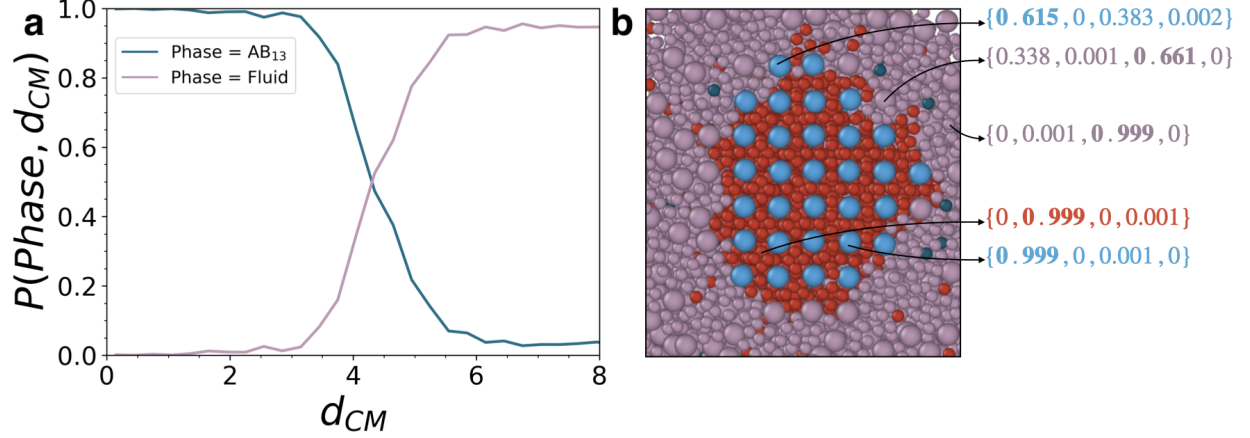 a
P(Phase, d_CM)
1.0
0.8
0.6
0.4
0.2
0.0
Phase = AB₁₃
Phase = Fluid
0 2 4 6 8
d_CM
b
{0.615, 0, 0.383, 0.002}
{0.338, 0.001, 0.661, 0}
{0, 0.001, 0.999, 0}
{0, 0.999, 0, 0.001}
{0.999, 0, 0.001, 0}